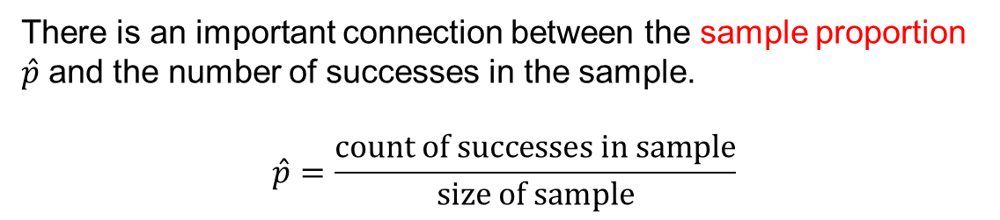 There is an important connection between the sample proportion
p̂ and the number of successes in the sample.
p̂ = count of successes in sample / size of sample